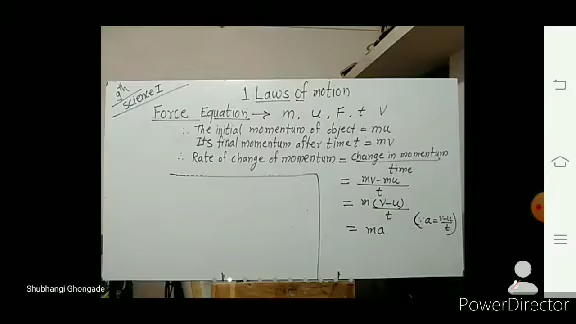 9th
Science I
1 Laws of motion
Force Equation → m, u, F, t v
∴ The initial momentum of object = mu
Its final momentum after time t = mv
∴ Rate of change of momentum = change in momentum / time
= mv-mu / t
= m(v-u) / t
= ma (∵ a = v-u / t)
Shubhangi Ghongade
PowerDirector